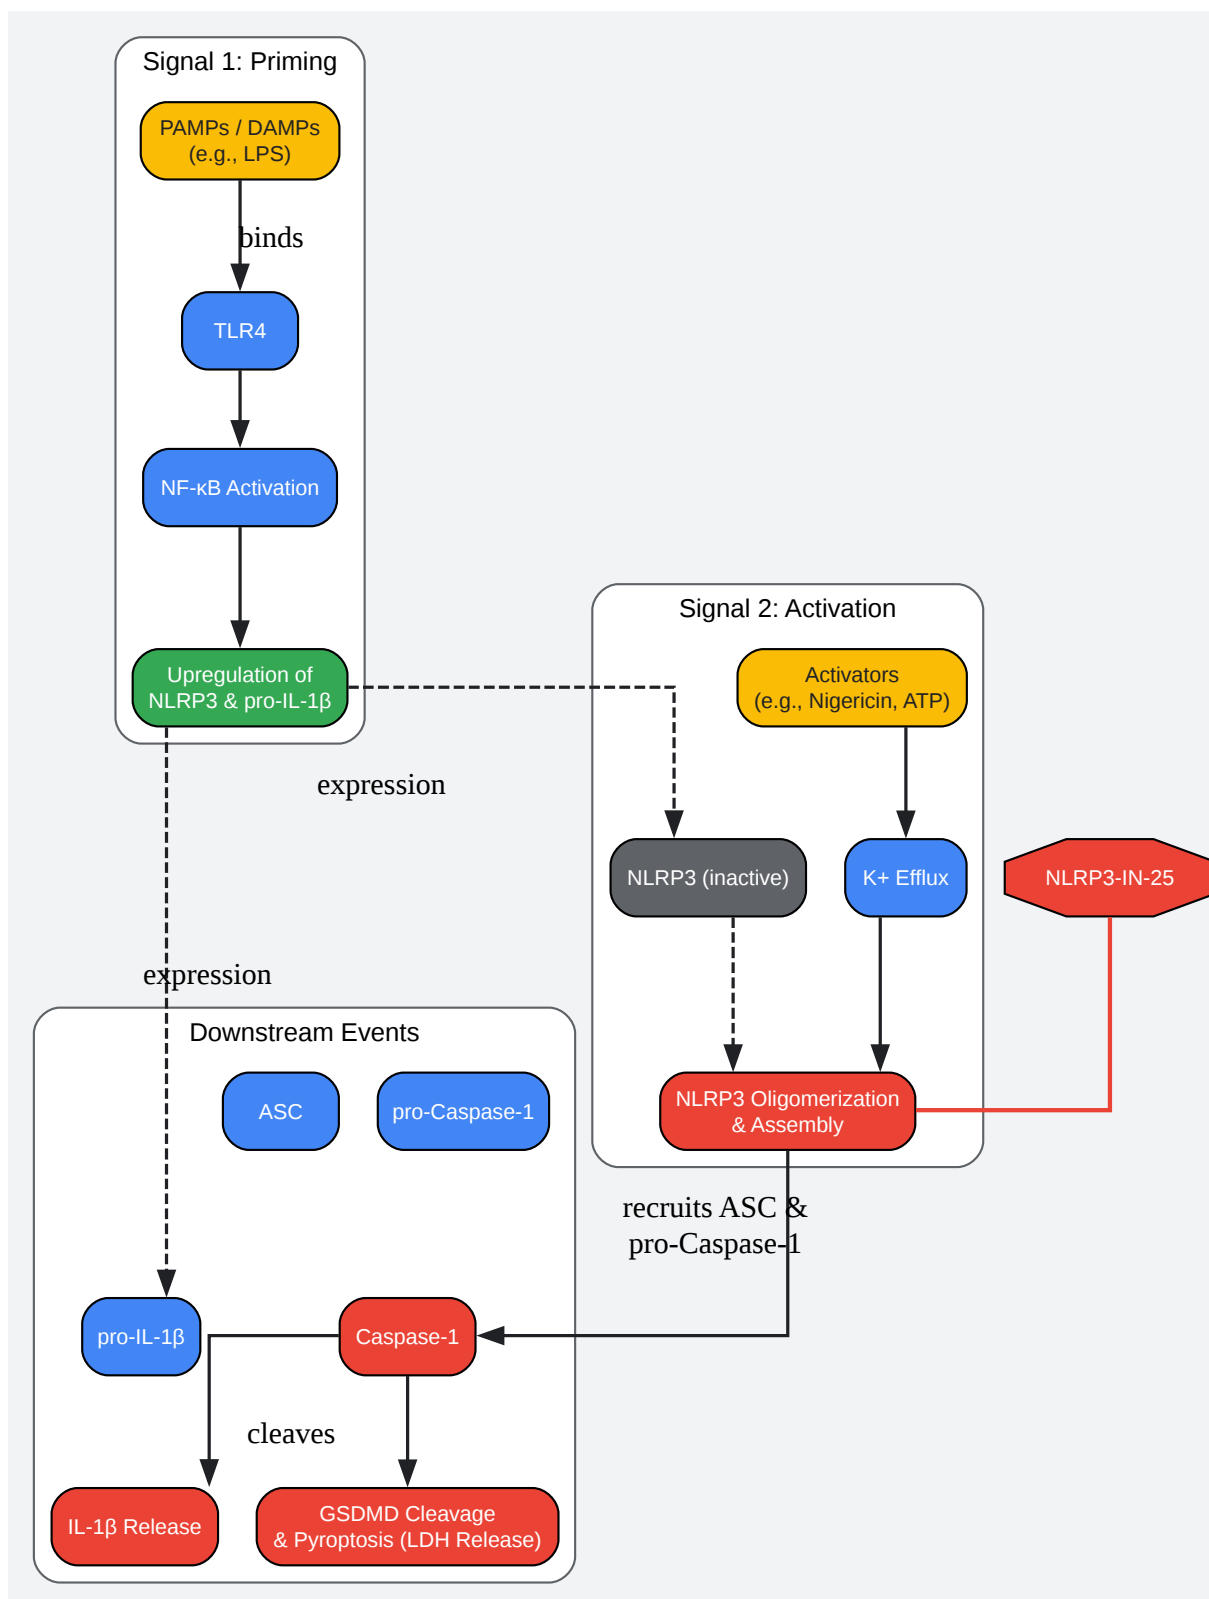 Signal 1: Priming
PAMPs / DAMPs
(e.g., LPS)
binds
TLR4
NF-κB Activation
Upregulation of
NLRP3 & pro-IL-1β
expression
Signal 2: Activation
Activators
(e.g., Nigericin, ATP)
NLRP3 (inactive)
K+ Efflux
NLRP3-IN-25
NLRP3 Oligomerization
& Assembly
expression
Downstream Events
ASC
pro-Caspase-1
recruits ASC &
pro-Caspase-1
pro-IL-1β
Caspase-1
cleaves
IL-1β Release
GSDMD Cleavage
& Pyroptosis (LDH Release)